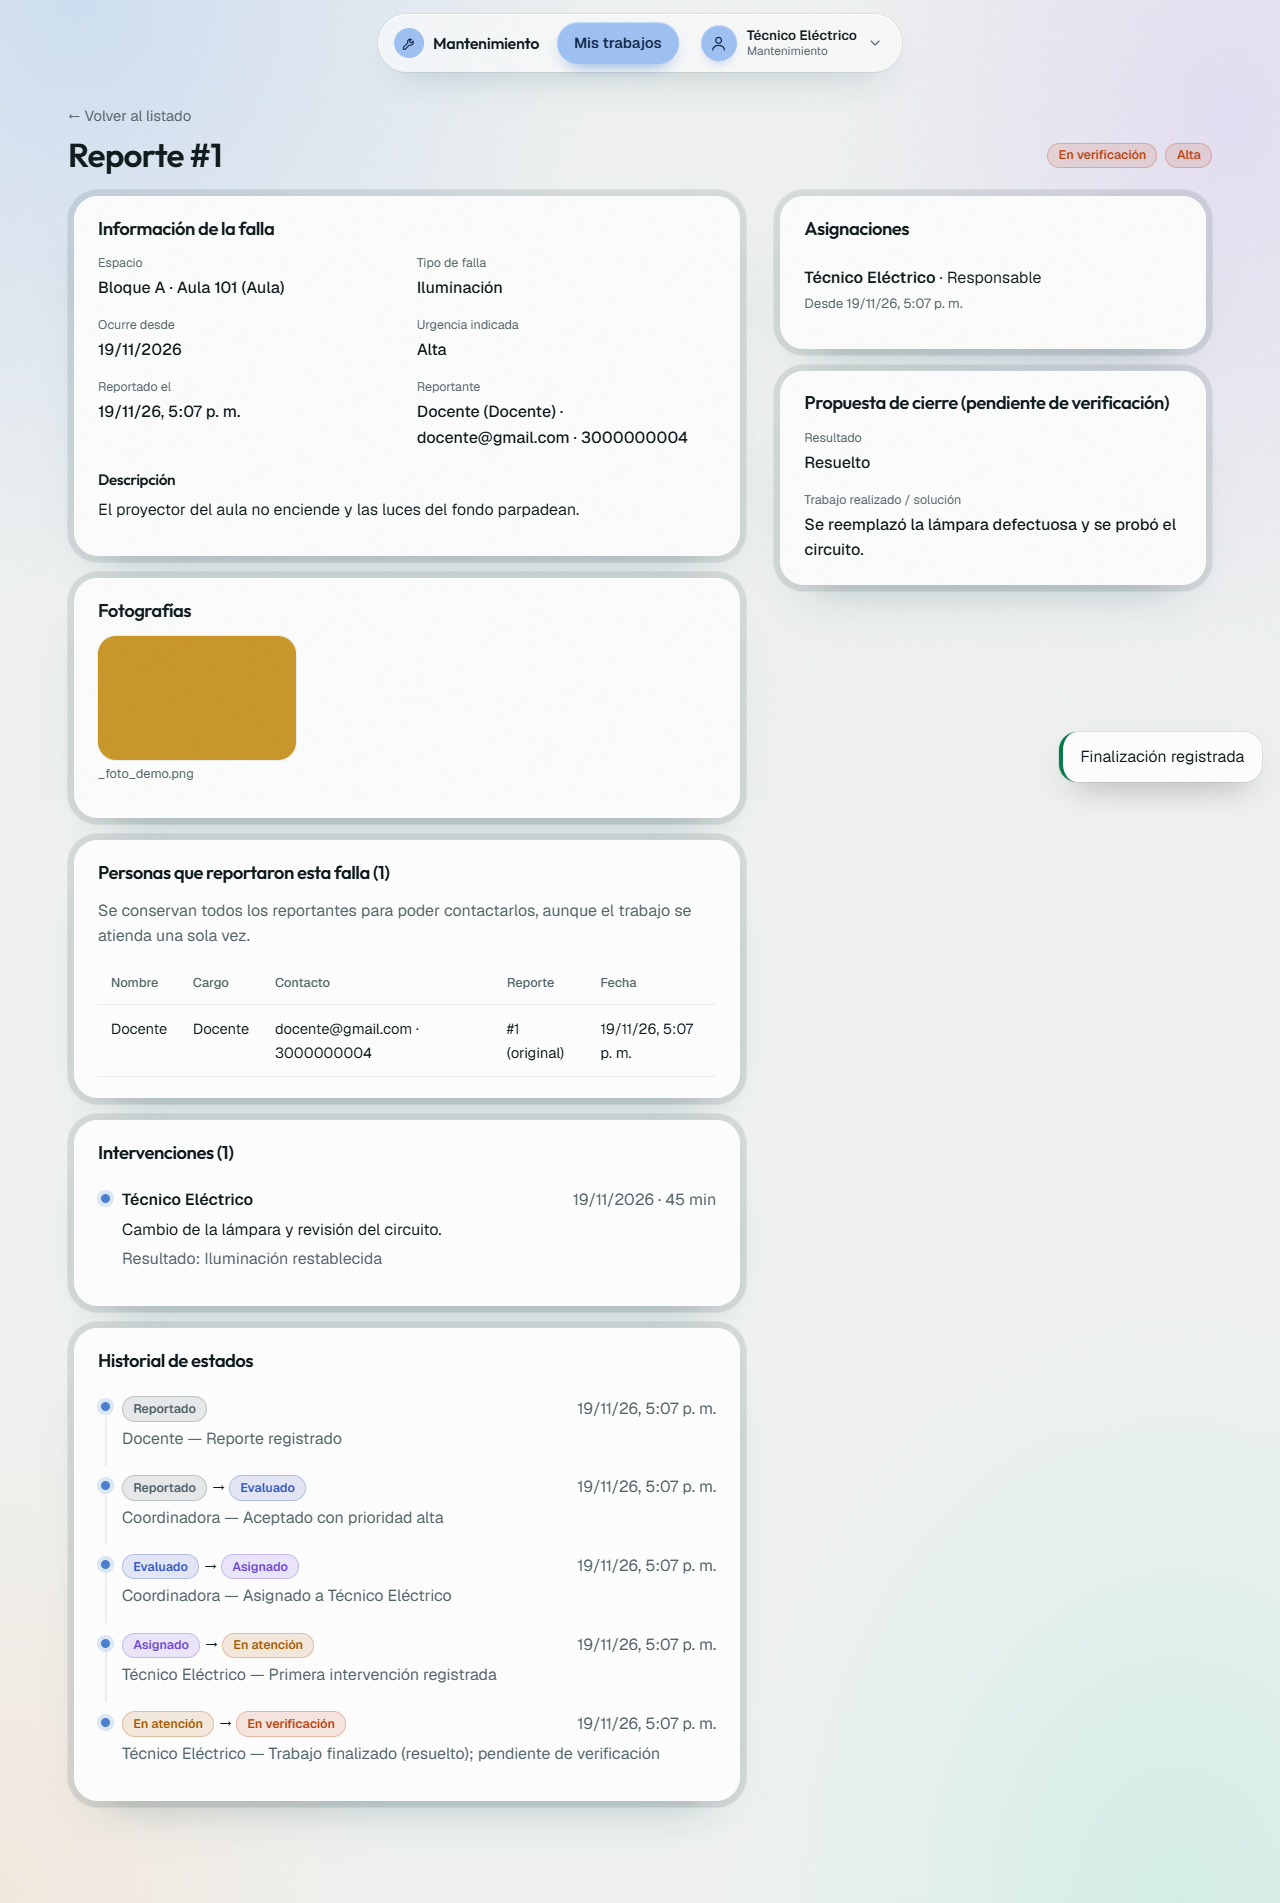 Mantenimiento
Mis trabajos
Técnico Eléctrico
Mantenimiento
← Volver al listado
Reporte #1
En verificación
Alta
Información de la falla
Espacio
Bloque A · Aula 101 (Aula)
Tipo de falla
Iluminación
Ocurre desde
19/11/2026
Urgencia indicada
Alta
Reportado el
19/11/26, 5:07 p. m.
Reportante
Docente (Docente) ·
docente@gmail.com · 3000000004
Descripción
El proyector del aula no enciende y las luces del fondo parpadean.
Fotografías
_foto_demo.png
Personas que reportaron esta falla (1)
Se conservan todos los reportantes para poder contactarlos, aunque el trabajo se
atienda una sola vez.
Nombre Cargo Contacto Reporte Fecha
Docente Docente docente@gmail.com · #1 19/11/26, 5:07
3000000004 (original) p. m.
Intervenciones (1)
Técnico Eléctrico 19/11/2026 · 45 min
Cambio de la lámpara y revisión del circuito.
Resultado: Iluminación restablecida
Historial de estados
Reportado 19/11/26, 5:07 p. m.
Docente — Reporte registrado
Reportado → Evaluado 19/11/26, 5:07 p. m.
Coordinadora — Aceptado con prioridad alta
Evaluado → Asignado 19/11/26, 5:07 p. m.
Coordinadora — Asignado a Técnico Eléctrico
Asignado → En atención 19/11/26, 5:07 p. m.
Técnico Eléctrico — Primera intervención registrada
En atención → En verificación 19/11/26, 5:07 p. m.
Técnico Eléctrico — Trabajo finalizado (resuelto); pendiente de verificación
Asignaciones
Técnico Eléctrico · Responsable
Desde 19/11/26, 5:07 p. m.
Propuesta de cierre (pendiente de verificación)
Resultado
Resuelto
Trabajo realizado / solución
Se reemplazó la lámpara defectuosa y se probó el
circuito.
Finalización registrada